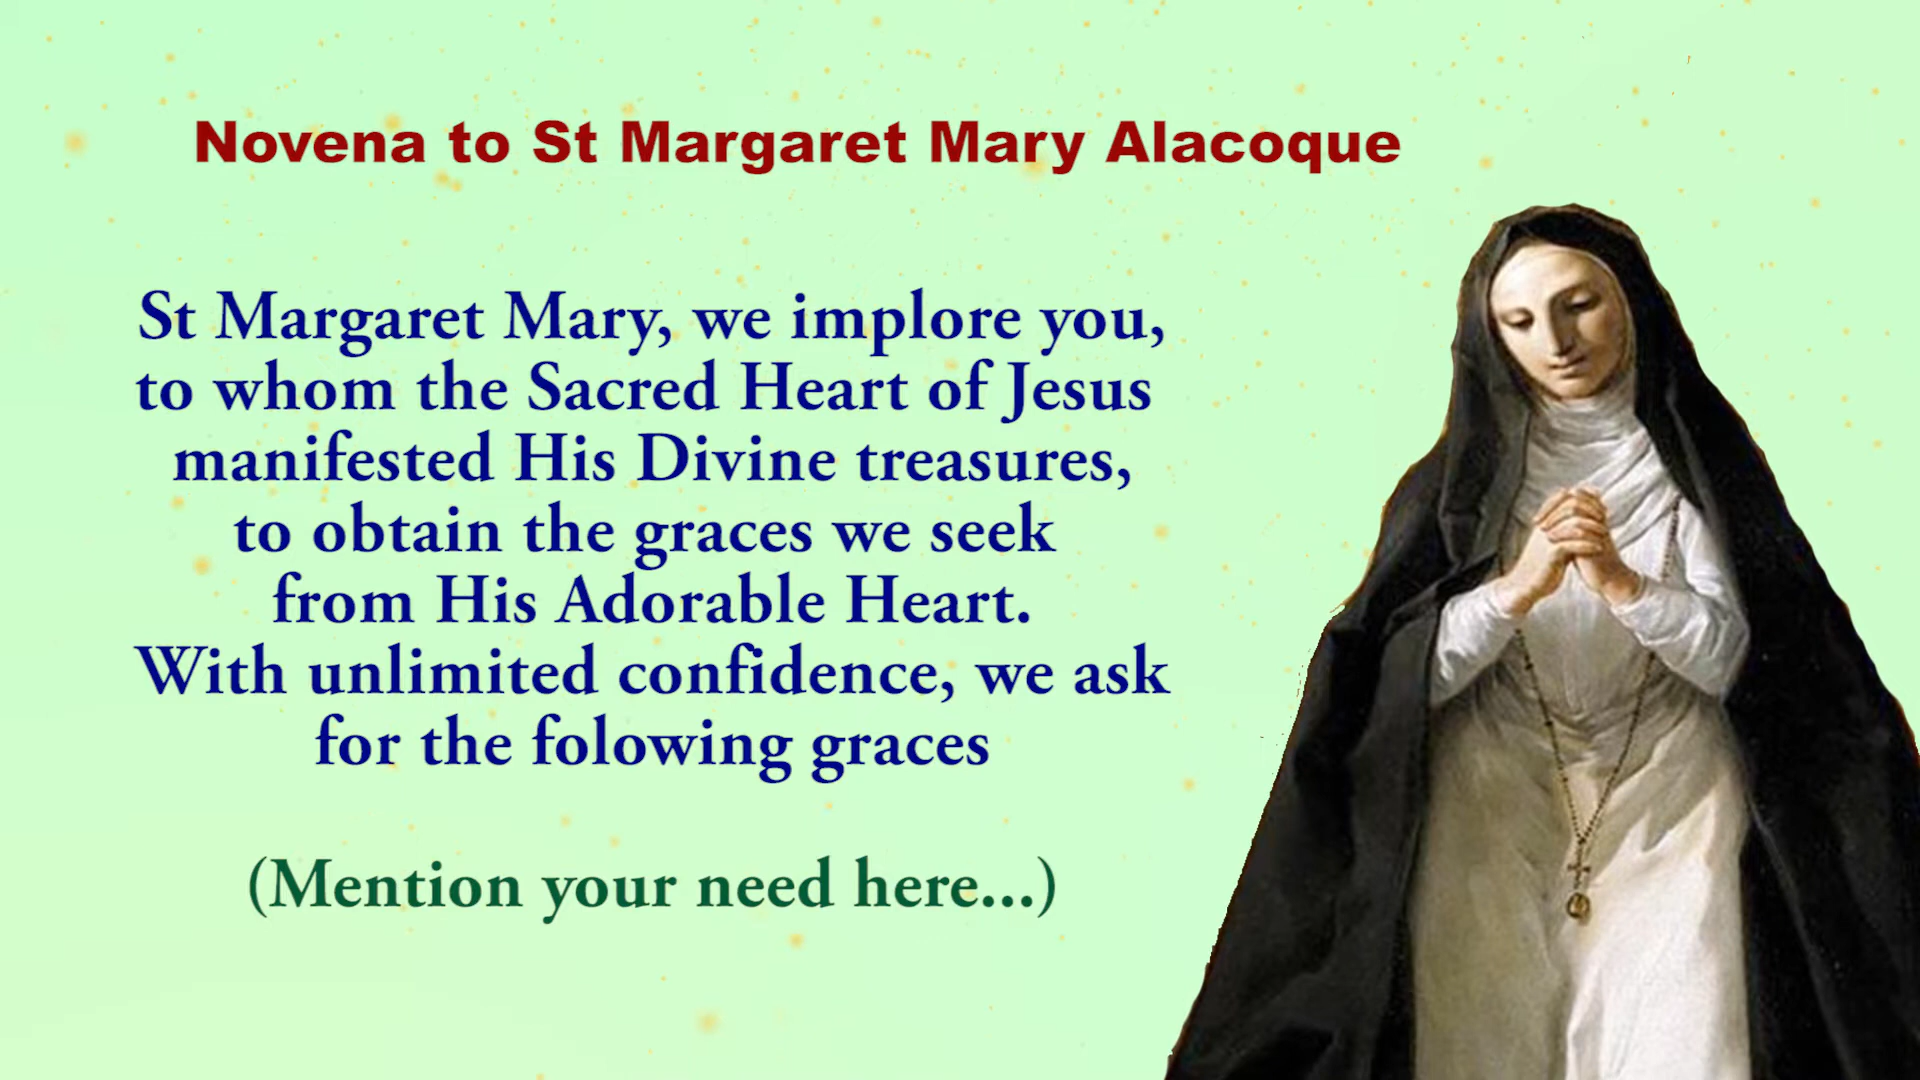 Novena to St Margaret Mary Alacoque
St Margaret Mary, we implore you,
to whom the Sacred Heart of Jesus
manifested His Divine treasures,
to obtain the graces we seek
from His Adorable Heart.
With unlimited confidence, we ask
for the folowing graces
(Mention your need here...)